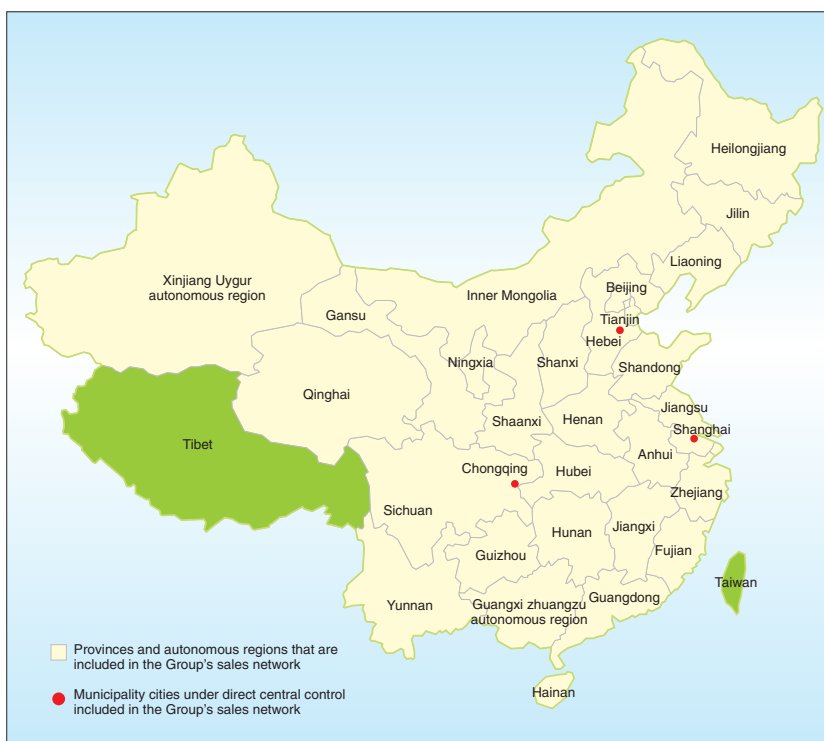 Heilongjiang
Jilin
Liaoning
Xinjiang Uygur
autonomous region
Beijing
Inner Mongolia
Gansu
Tianjin
Hebei
Ningxia
Shanxi
Shandong
Qinghai
Jiangsu
Shaanxi
Henan
Shanghai
Tibet
Anhui
Chongqing
Hubei
Zhejiang
Sichuan
Hunan
Jiangxi
Guizhou
Fujian
Taiwan
Yunnan
Guangxi zhuangzu
autonomous region
Guangdong
Provinces and autonomous regions that are
included in the Group's sales network
Hainan
Municipality cities under direct central control
included in the Group's sales network